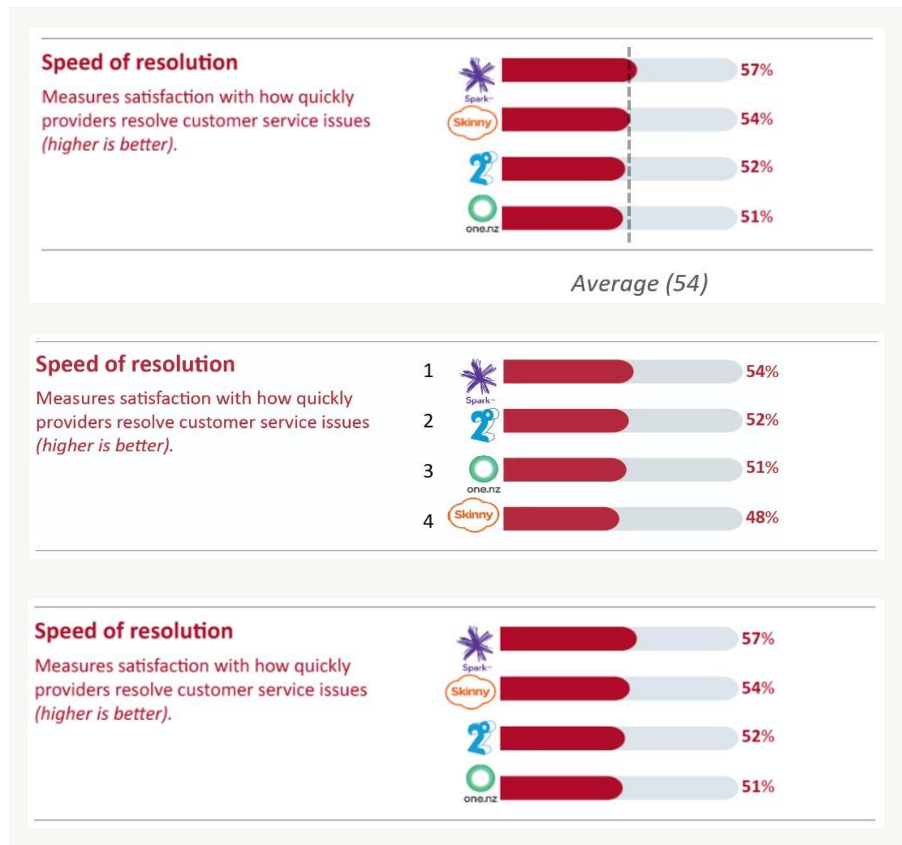 Speed of resolution
Measures satisfaction with how quickly
providers resolve customer service issues
(higher is better).
Spark
57%
Skinny
54%
2°
52%
one.nz
51%
Average (54)
Speed of resolution
Measures satisfaction with how quickly
providers resolve customer service issues
(higher is better).
1
Spark
54%
2
2°
52%
3
one.nz
51%
4
Skinny
48%
Speed of resolution
Measures satisfaction with how quickly
providers resolve customer service issues
(higher is better).
Spark
57%
Skinny
54%
2°
52%
one.nz
51%